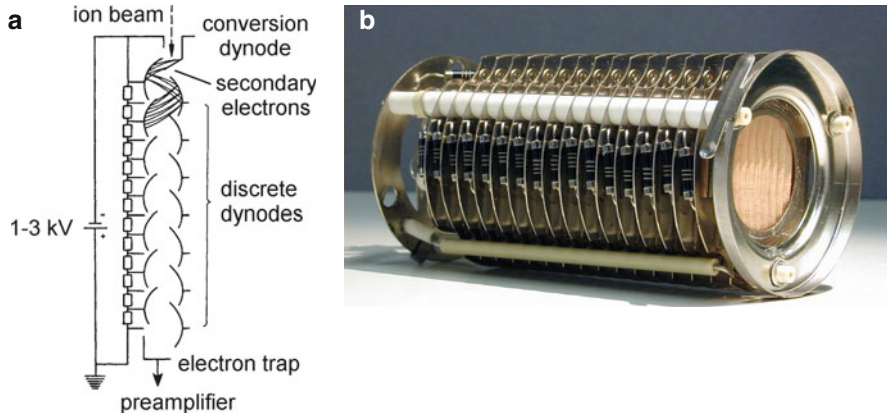 a
ion beam
conversion
dynode
secondary
electrons
discrete
dynodes
1-3 kV
electron trap
preamplifier
b